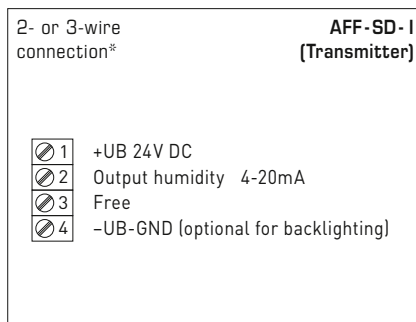 2- or 3-wire
connection*
AFF-SD-I
(Transmitter)
1 +UB 24V DC
2 Output humidity 4-20mA
3 Free
4 –UB-GND (optional for backlighting)